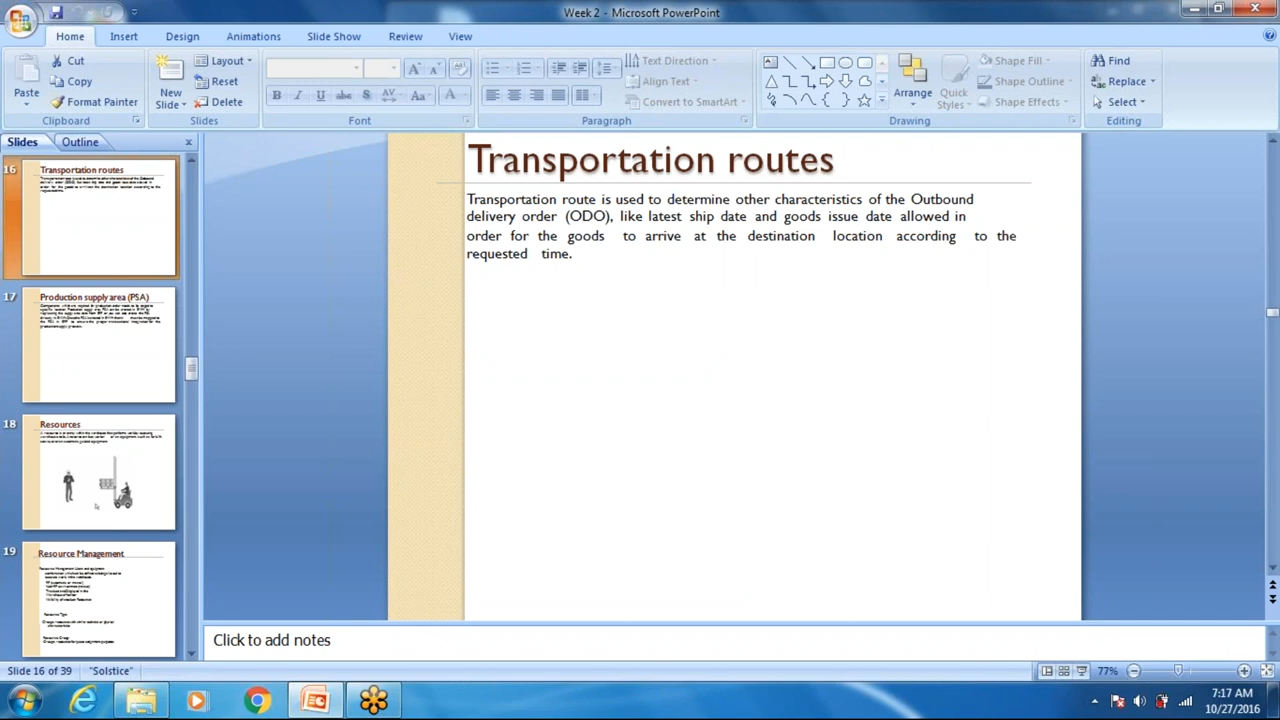 Week 2 - Microsoft PowerPoint
Home Insert Design Animations Slide Show Review View
Paste
Cut
Copy
Format Painter
Clipboard
New Slide
Layout
Reset
Delete
Slides
B I U abc S AV Aa A
Font
Text Direction
Align Text
Convert to SmartArt
Paragraph
Arrange
Quick Styles
Shape Fill
Shape Outline
Shape Effects
Drawing
Find
Replace
Select
Editing
Slides Outline
16
Transportation routes
17
Production supply area (PSA)
18
Resources
19
Resource Management
Transportation routes
Transportation route is used to determine other characteristics of the Outbound
delivery order (ODO), like latest ship date and goods issue date allowed in
order for the goods to arrive at the destination location according to the
requested time.
Click to add notes
Slide 16 of 39 "Solstice" 77%
7:17 AM
10/27/2016